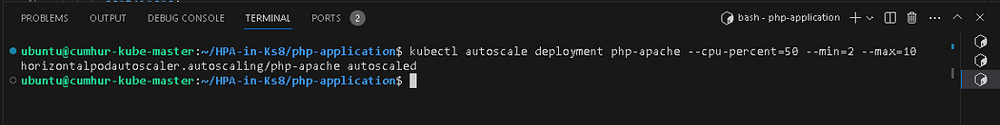 PROBLEMS OUTPUT DEBUG CONSOLE TERMINAL PORTS 2 bash - php-application
ubuntu@cumhur-kube-master:~/HPA-in-Ks8/php-application$ kubectl autoscale deployment php-apache --cpu-percent=50 --min=2 --max=10
horizontalpodautoscaler.autoscaling/php-apache autoscaled
ubuntu@cumhur-kube-master:~/HPA-in-Ks8/php-application$